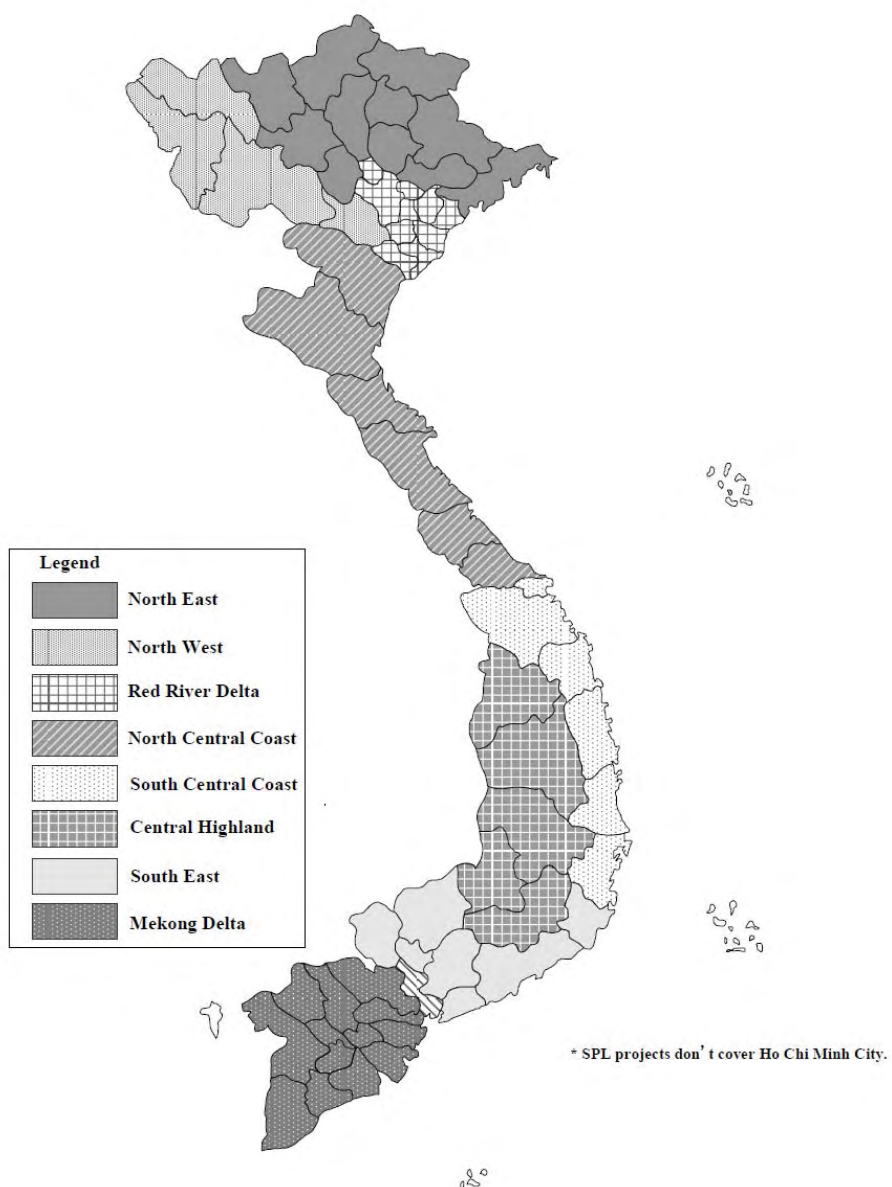 Legend
North East
North West
Red River Delta
North Central Coast
South Central Coast
Central Highland
South East
Mekong Delta
* SPL projects don’t cover Ho Chi Minh City.